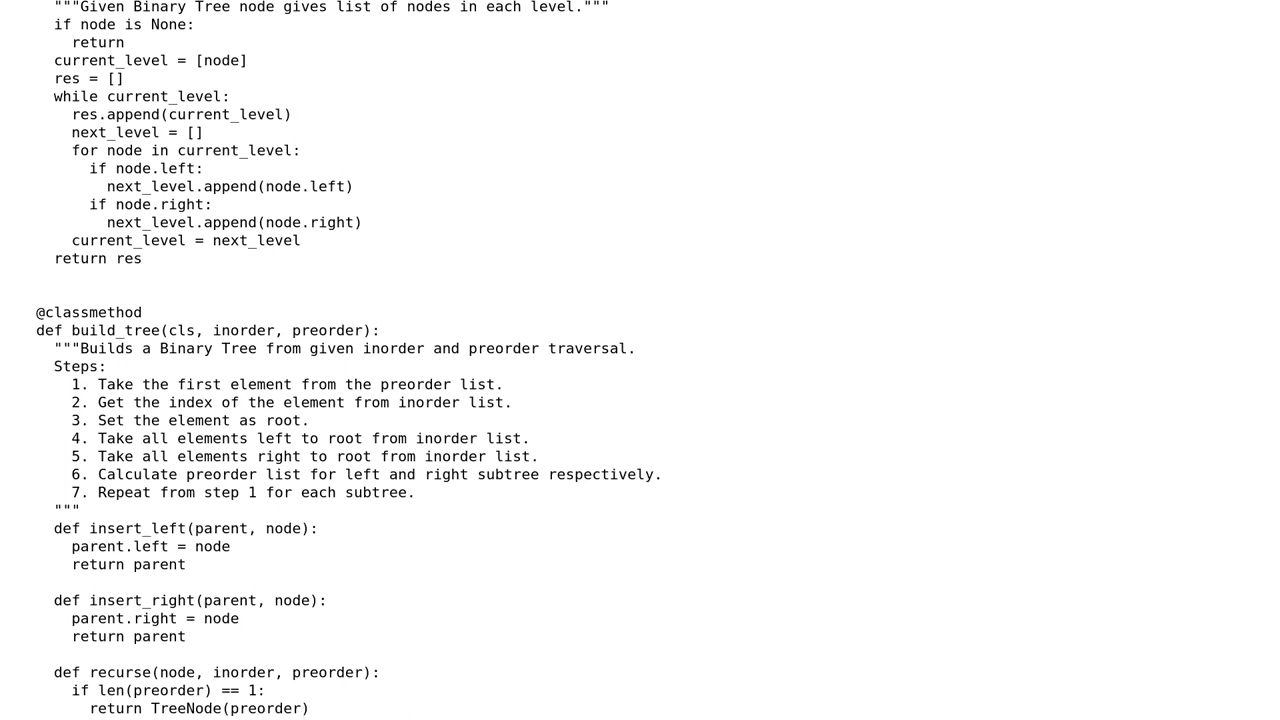 """Given Binary Tree node gives list of nodes in each level."""
if node is None:
return
current_level = [node]
res = []
while current_level:
res.append(current_level)
next_level = []
for node in current_level:
if node.left:
next_level.append(node.left)
if node.right:
next_level.append(node.right)
current_level = next_level
return res
@classmethod
def build_tree(cls, inorder, preorder):
"""Builds a Binary Tree from given inorder and preorder traversal.
Steps:
1. Take the first element from the preorder list.
2. Get the index of the element from inorder list.
3. Set the element as root.
4. Take all elements left to root from inorder list.
5. Take all elements right to root from inorder list.
6. Calculate preorder list for left and right subtree respectively.
7. Repeat from step 1 for each subtree.
"""
def insert_left(parent, node):
parent.left = node
return parent
def insert_right(parent, node):
parent.right = node
return parent
def recurse(node, inorder, preorder):
if len(preorder) == 1:
return TreeNode(preorder)